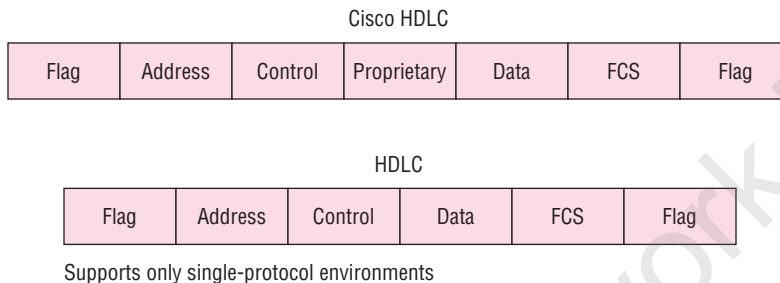 Cisco HDLC
Flag Address Control Proprietary Data FCS Flag
HDLC
Flag Address Control Data FCS Flag
Supports only single-protocol environments
work